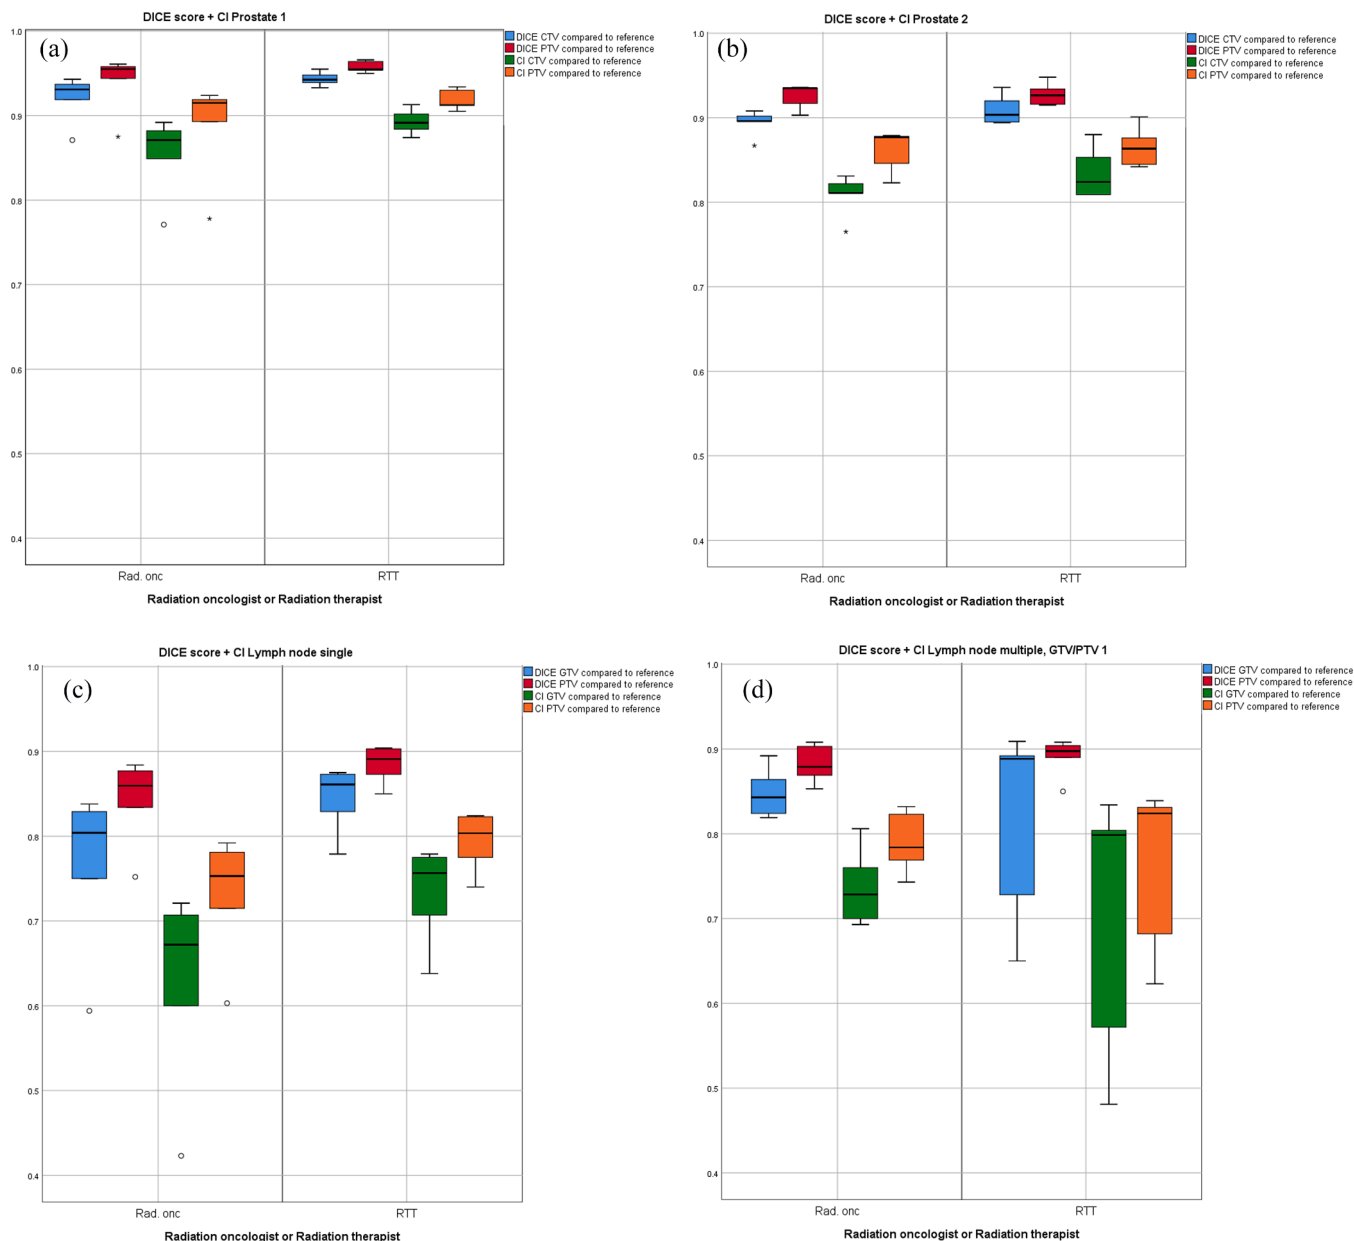 DICE score + CI Prostate 1
(a)
DICE CTV compared to reference
DICE PTV compared to reference
CI CTV compared to reference
CI PTV compared to reference
1.0
0.9
0.8
0.7
0.6
0.5
0.4
Rad. onc
RTT
Radiation oncologist or Radiation therapist
DICE score + CI Prostate 2
(b)
DICE CTV compared to reference
DICE PTV compared to reference
CI CTV compared to reference
CI PTV compared to reference
1.0
0.9
0.8
0.7
0.6
0.5
0.4
Rad. onc
RTT
Radiation oncologist or Radiation therapist
DICE score + CI Lymph node single
(c)
DICE GTV compared to reference
DICE PTV compared to reference
CI GTV compared to reference
CI PTV compared to reference
1.0
0.9
0.8
0.7
0.6
0.5
0.4
Rad. onc
RTT
Radiation oncologist or Radiation therapist
DICE score + CI Lymph node multiple, GTV/PTV 1
(d)
DICE GTV compared to reference
DICE PTV compared to reference
CI GTV compared to reference
CI PTV compared to reference
1.0
0.9
0.8
0.7
0.6
0.5
0.4
Rad. onc
RTT
Radiation oncologist or Radiation therapist